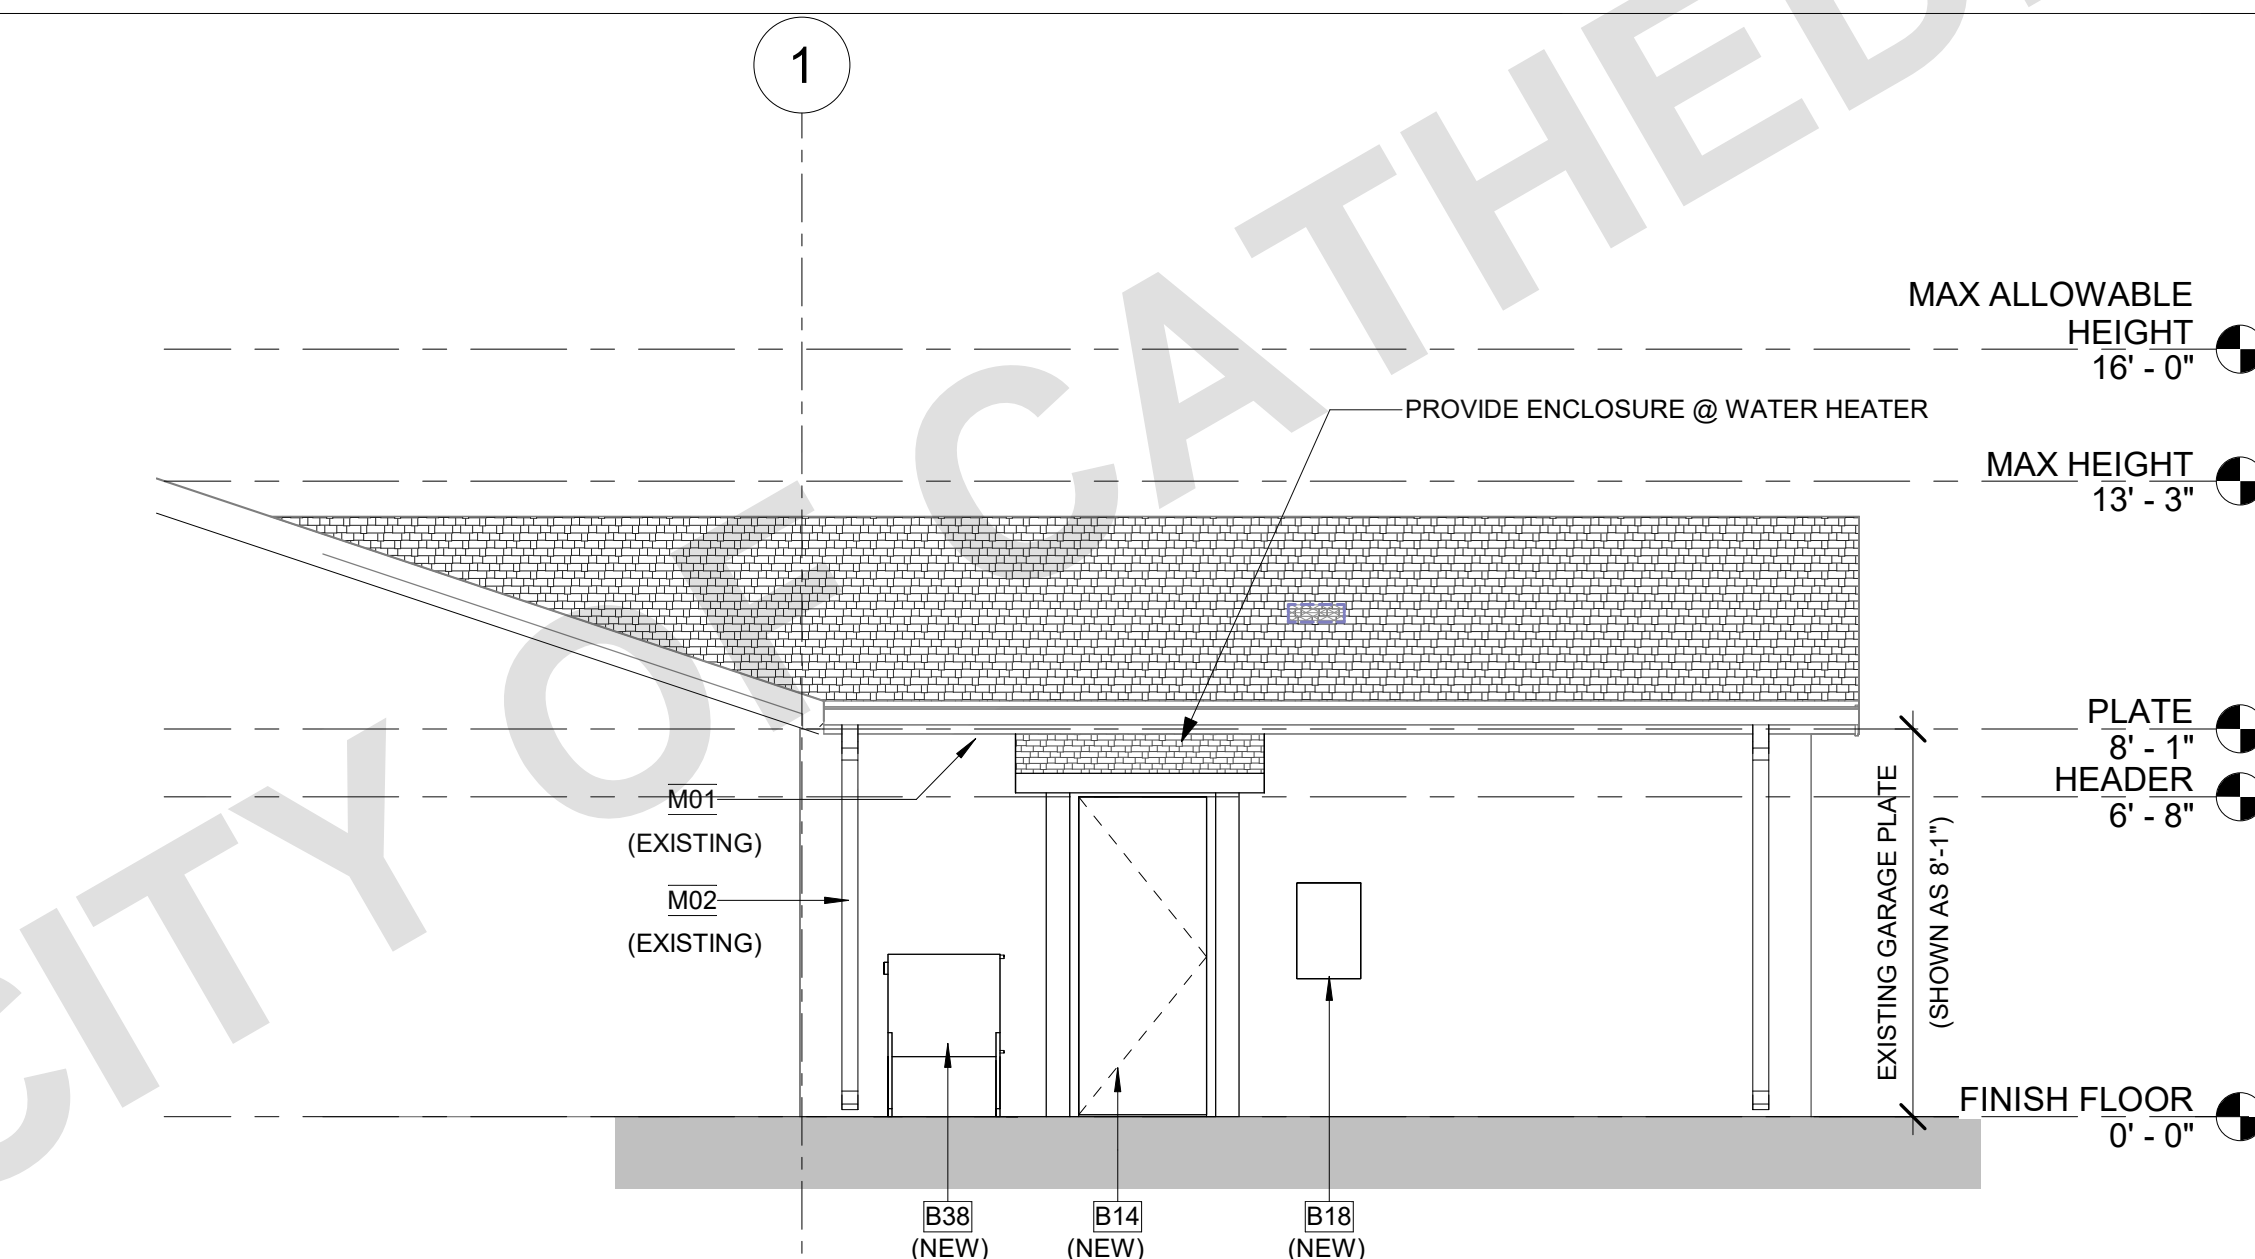 1
MAX ALLOWABLE
HEIGHT
16' - 0"
PROVIDE ENCLOSURE @ WATER HEATER
MAX HEIGHT
13' - 3"
PLATE
8' - 1"
HEADER
6' - 8"
M01
(EXISTING)
M02
(EXISTING)
EXISTING GARAGE PLATE
(SHOWN AS 8'-1")
FINISH FLOOR
0' - 0"
B38
(NEW)
B14
(NEW)
B18
(NEW)
CITY OF CATHED